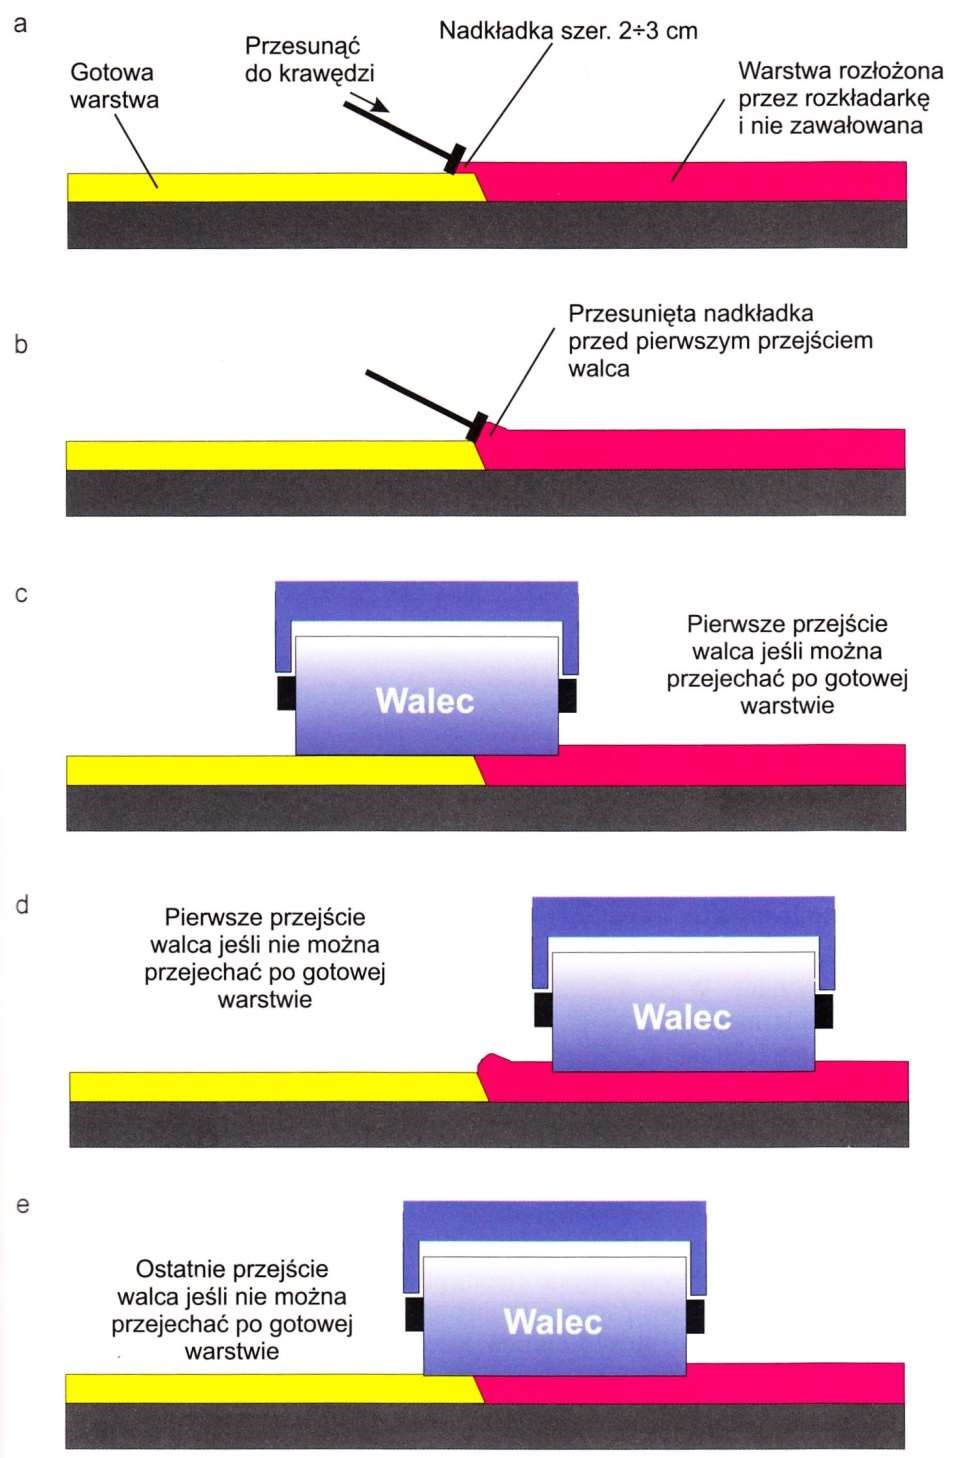 a
Nadkładka szer. 2÷3 cm
Przesunąć
do krawędzi
Gotowa
warstwa
Warstwa rozłożona
przez rozkładarkę
i nie zawałowana
b
Przesunięta nadkładka
przed pierwszym przejściem
walca
c
Walec
Pierwsze przejście
walca jeśli można
przejechać po gotowej
warstwie
d
Pierwsze przejście
walca jeśli nie można
przejechać po gotowej
warstwie
Walec
e
Ostatnie przejście
walca jeśli nie można
przejechać po gotowej
warstwie
Walec